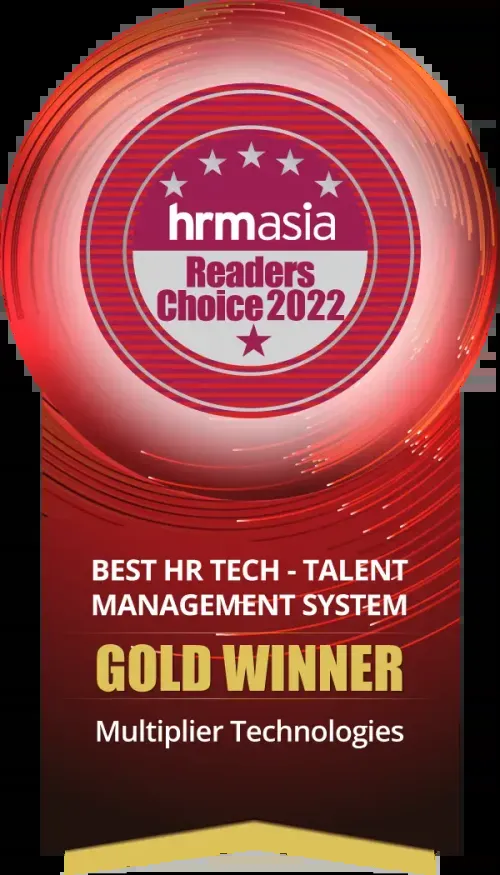 hrmasia
Readers
Choice 2022
BEST HR TECH - TALENT
MANAGEMENT SYSTEM
GOLD WINNER
Multiplier Technologies